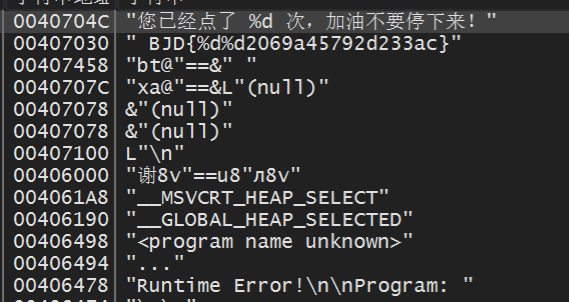 0040704C "您已经点了 %d 次，加油不要停下来！"
00407030 " BJD{%d%d2069a45792d233ac}"
00407458 "bt@"==&" "
0040707C "xa@"==&L"(null)"
00407078 &"(null)"
00407078 &"(null)"
00407100 L"\n"
00406000 "谢8v"==u8"л8v"
004061A8 "__MSVCRT_HEAP_SELECT"
00406190 "__GLOBAL_HEAP_SELECTED"
00406498 "<program name unknown>"
00406494 "..."
00406478 "Runtime Error!\n\nProgram: "